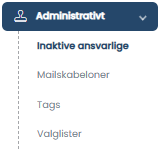 Administrativt
Inaktive ansvarlige
Mailskabeloner
Tags
Valglister